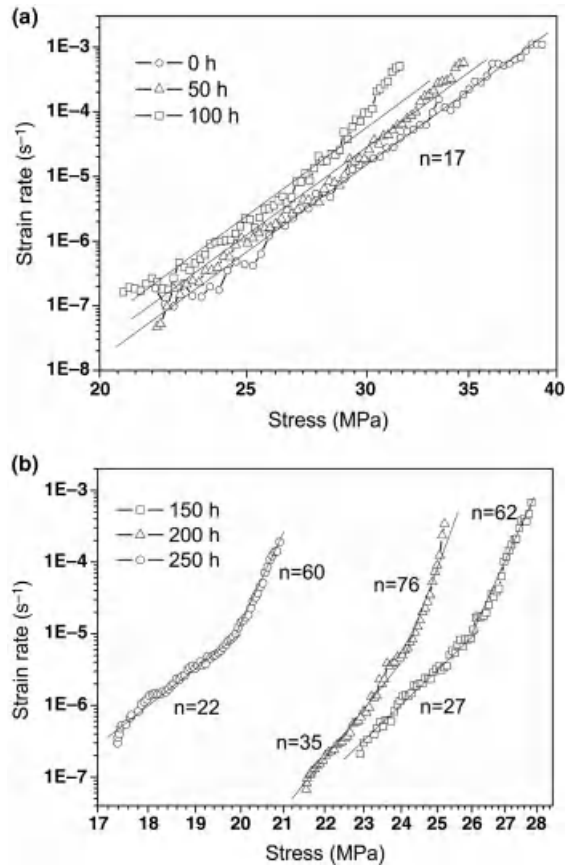 (a)
1E−3
1E−4
1E−5
1E−6
1E−7
1E−8
Strain rate (s⁻¹)
0 h
50 h
100 h
n=17
20
25
30
35
40
Stress (MPa)
(b)
1E−3
1E−4
1E−5
1E−6
1E−7
Strain rate (s⁻¹)
150 h
200 h
250 h
n=62
n=60
n=76
n=22
n=27
n=35
17
18
19
20
21
22
23
24
25
26
27
28
Stress (MPa)